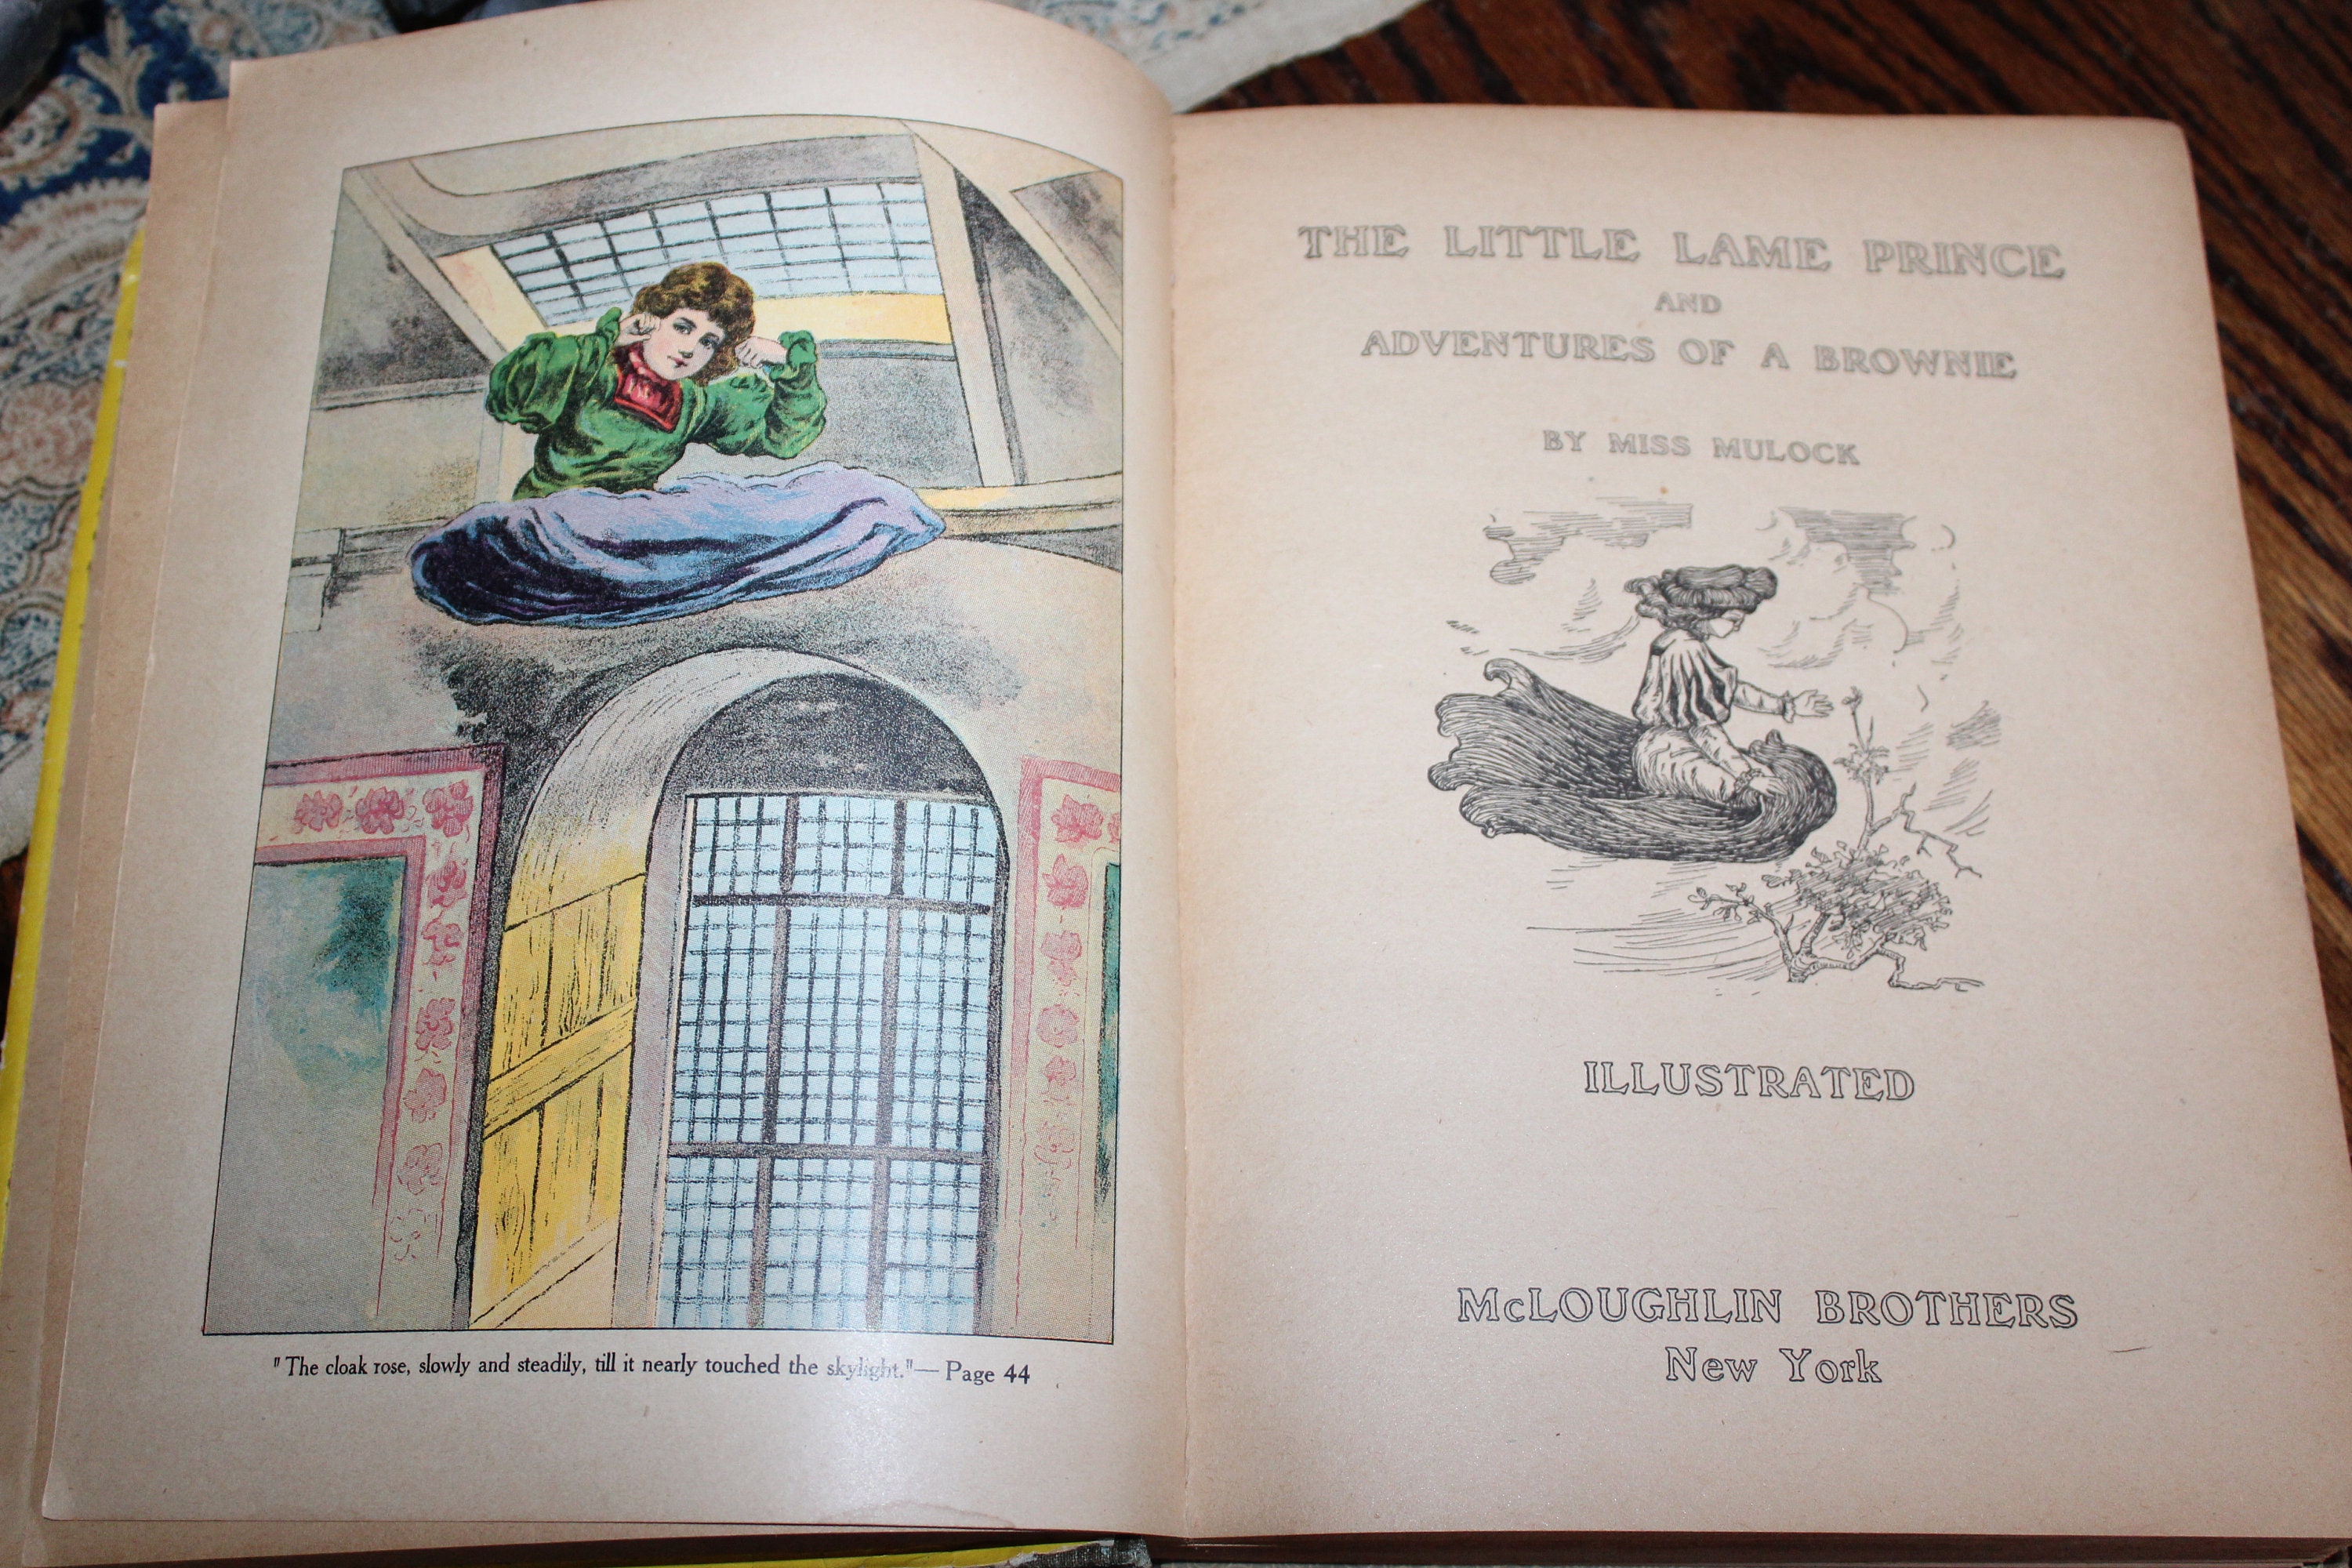 "The cloak rose, slowly and steadily, till it nearly touched the skylight."— Page 44
THE LITTLE LAME PRINCE
AND
ADVENTURES OF A BROWNIE
BY MISS MULOCK
ILLUSTRATED
McLOUGHLIN BROTHERS
New York